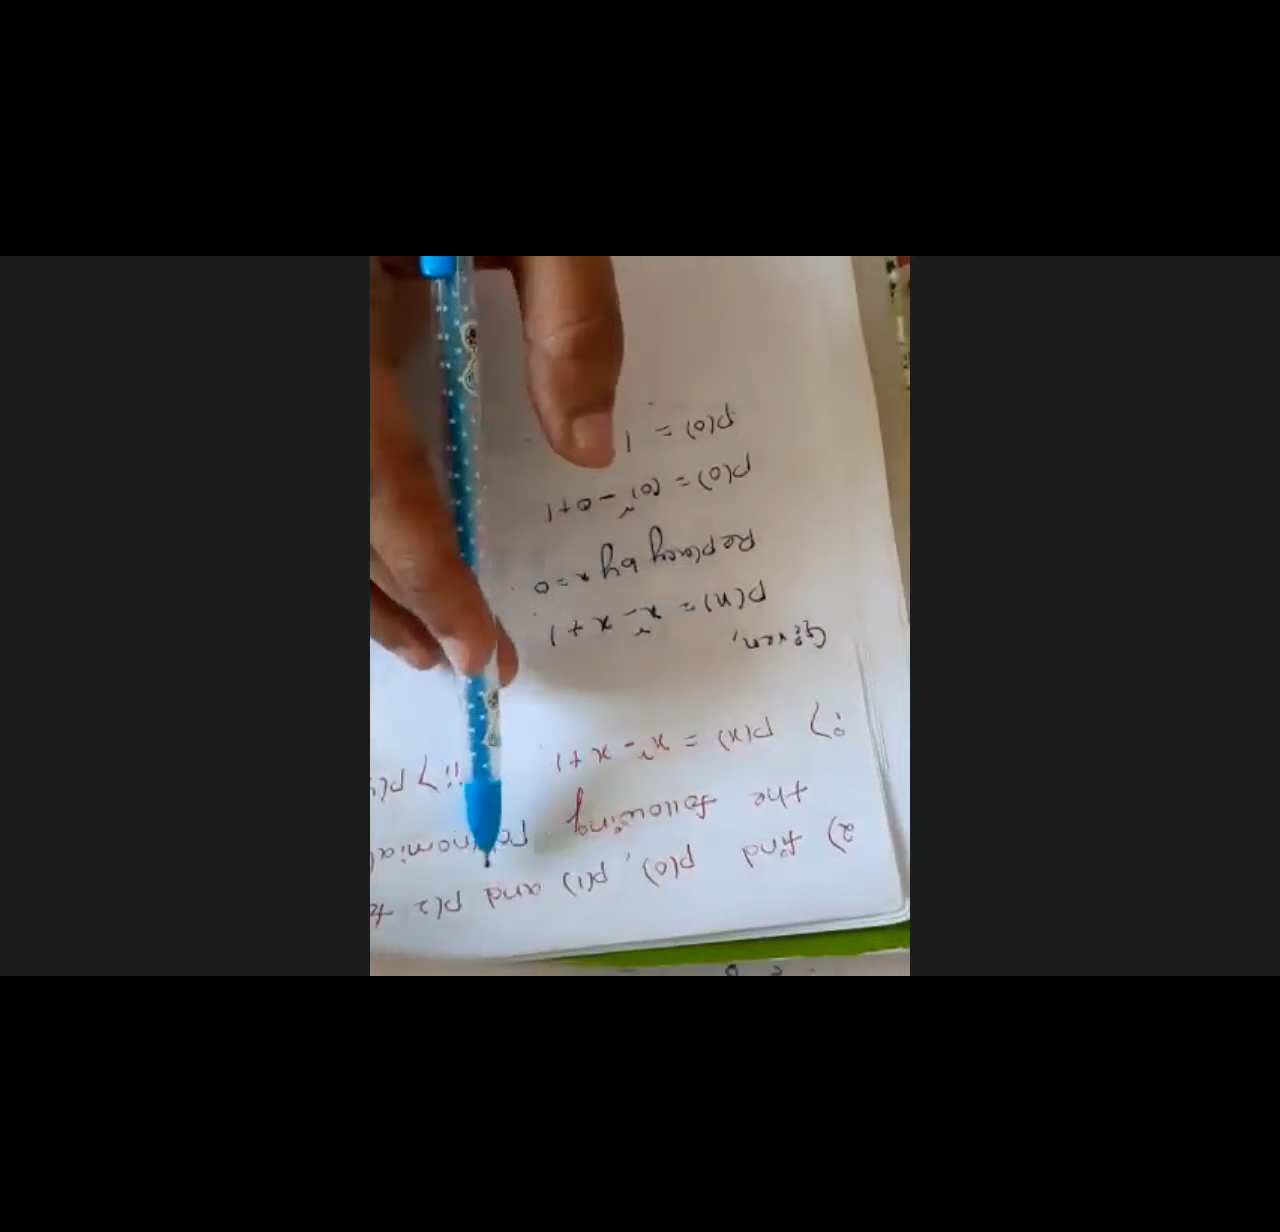 2) find p(0), p(1) and p(2 fo
the following Polynomial
i) p(x) = x² - x + 1 ii) p(y
Given,
p(x) = x² - x + 1
Replacy by x = 0
p(0) = (0)² - 0 + 1
p(0) = 1